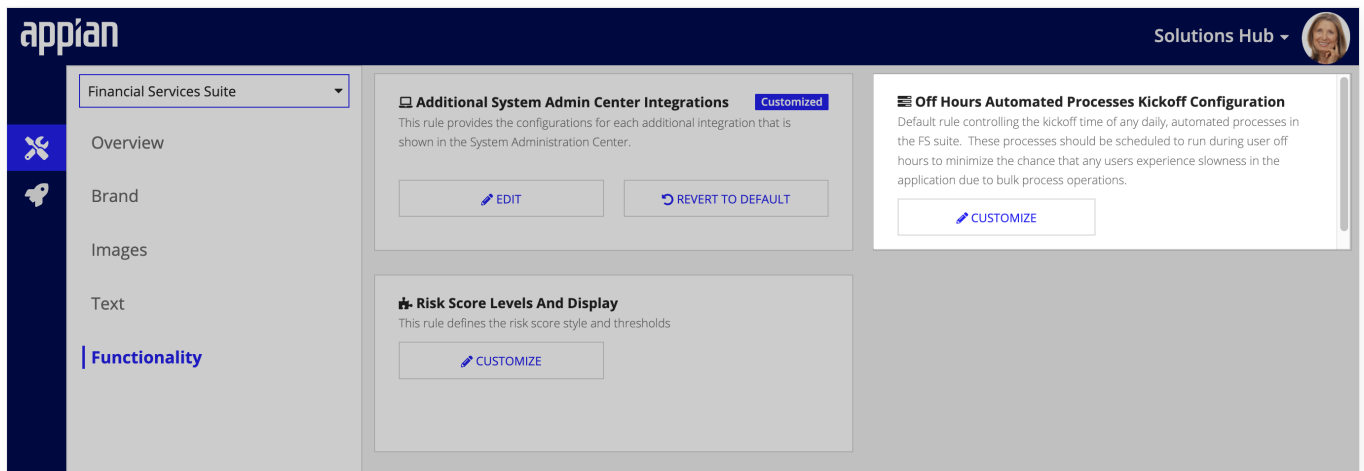 appian
Solutions Hub
Financial Services Suite
Overview
Brand
Images
Text
Functionality
Additional System Admin Center Integrations
Customized
This rule provides the configurations for each additional integration that is
shown in the System Administration Center.
EDIT
REVERT TO DEFAULT
Off Hours Automated Processes Kickoff Configuration
Default rule controlling the kickoff time of any daily, automated processes in
the FS suite.  These processes should be scheduled to run during user off
hours to minimize the chance that any users experience slowness in the
application due to bulk process operations.
CUSTOMIZE
Risk Score Levels And Display
This rule defines the risk score style and thresholds
CUSTOMIZE